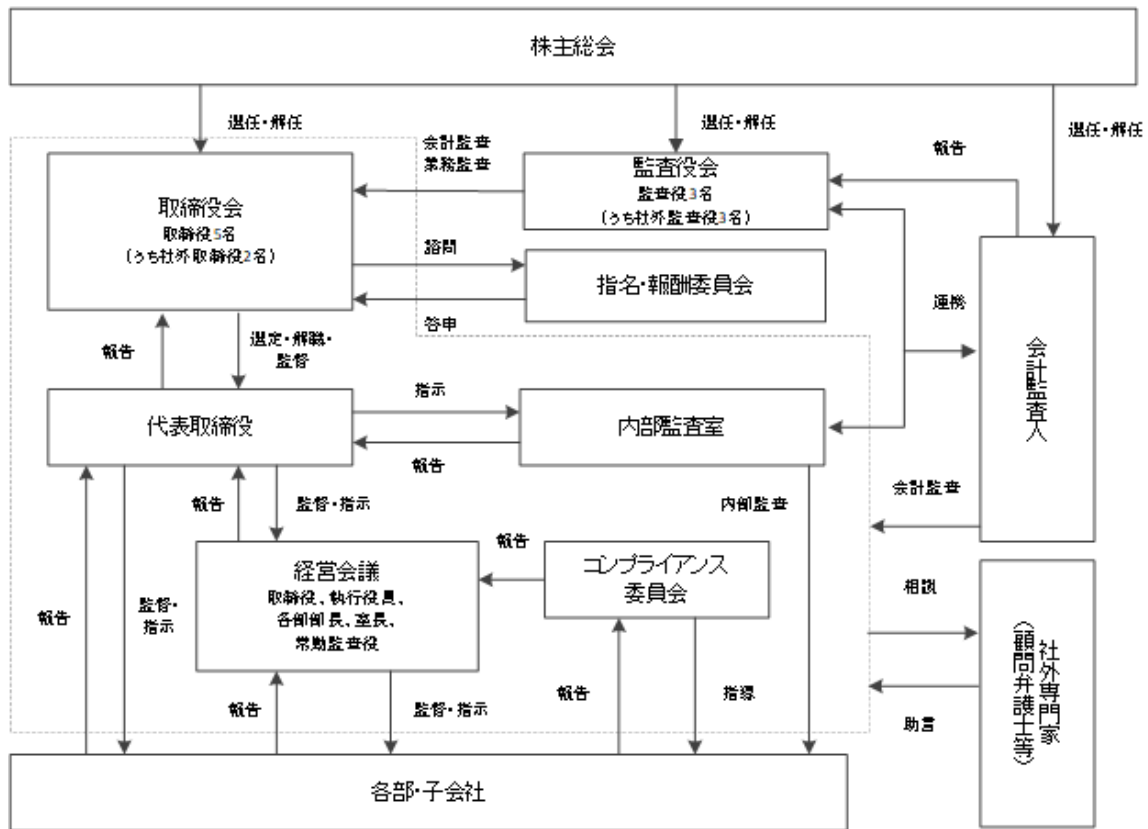 株主総会
選任・解任
選任・解任
選任・解任
会計監査
業務監査
報告
取締役会
取締役5名
(うち社外取締役2名)
監査役会
監査役3名
(うち社外監査役3名)
諮問
指名・報酬委員会
答申
連携
会計監査人
報告
選定・解職・
監督
代表取締役
指示
報告
内部監査室
報告
監督・指示
内部監査
会計監査
経営会議
取締役、執行役員、
各部部長、室長、
常勤監査役
報告
コンプライアンス
委員会
相談
社外専門家
(顧問弁護士等)
助言
報告
監督・
指示
報告
監督・指示
報告
指導
各部・子会社